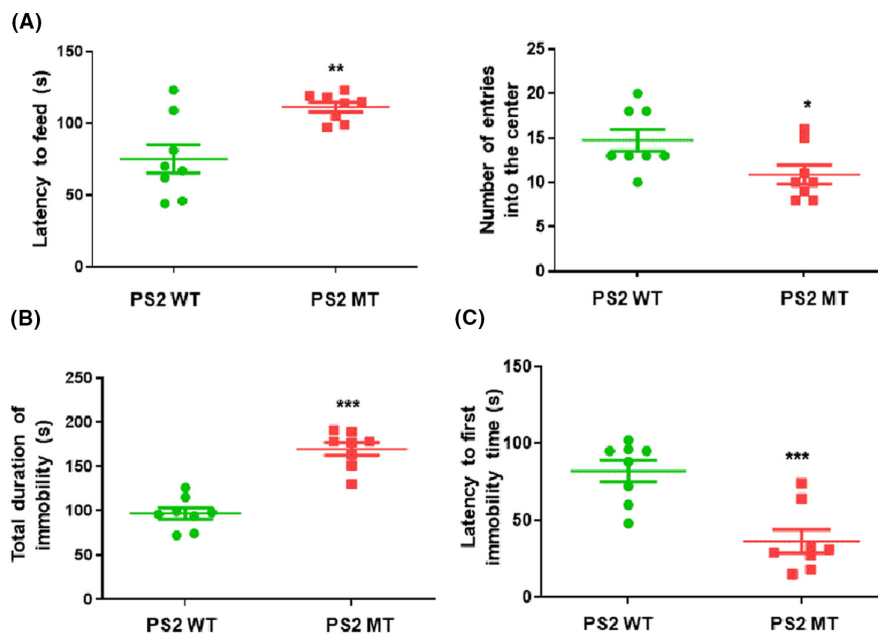 (A)
Latency to feed (s)
150
100
50
0
**
PS2 WT
PS2 MT
Number of entries
into the center
25
20
15
10
5
0
*
PS2 WT
PS2 MT
(B)
Total duration of
immobility (s)
250
200
150
100
50
0
***
PS2 WT
PS2 MT
(C)
Latency to first
immobility time (s)
150
100
50
0
***
PS2 WT
PS2 MT